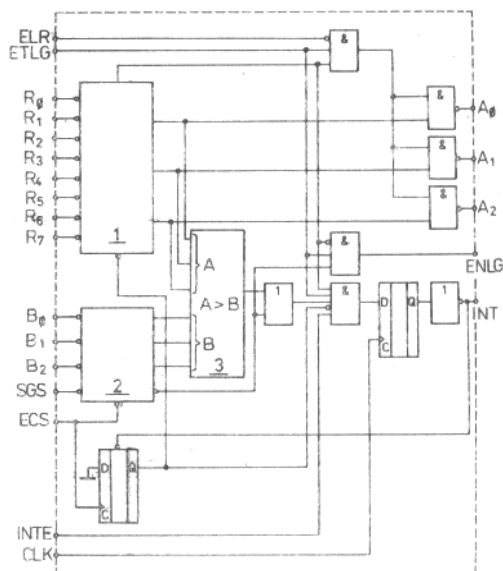 ELR
ETLG
&
R0
R1
R2
R3
R4
R5
R6
R7
1
&
A0
&
A1
&
A2
A
A>B
B
3
&
ENLG
1
&
D
Q
C
1
INT
B0
B1
B2
SGS
2
ECS
D
Q
C
INTE
CLK